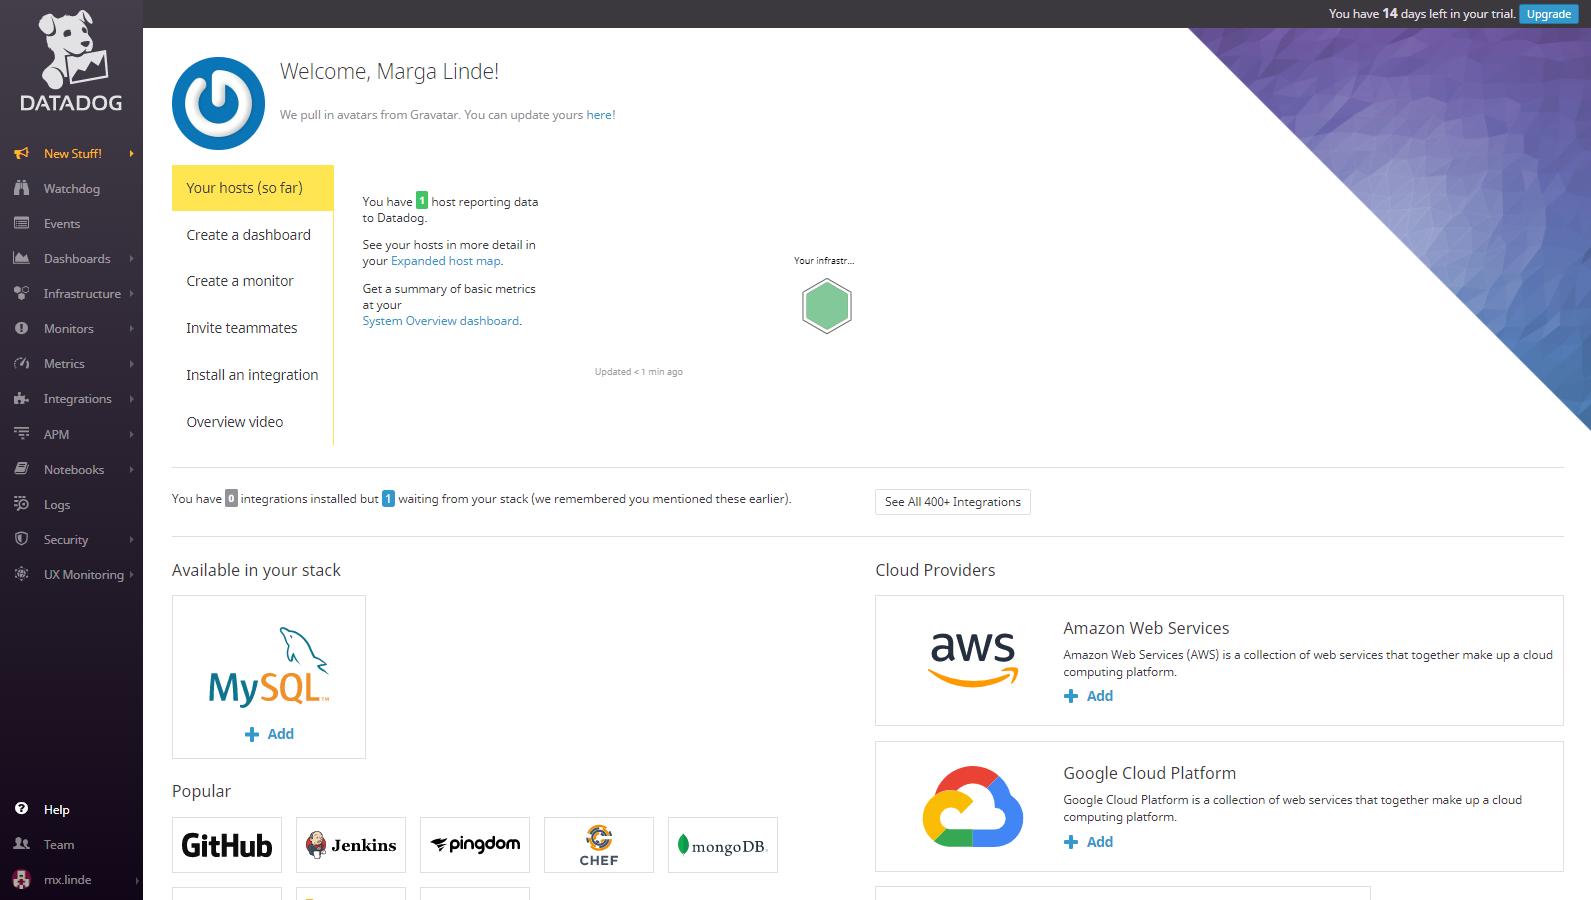 You have 14 days left in your trial. Upgrade
DATADOG
New Stuff!
Watchdog
Events
Dashboards
Infrastructure
Monitors
Metrics
Integrations
APM
Notebooks
Logs
Security
UX Monitoring
Help
Team
mx.linde
Welcome, Marga Linde!
We pull in avatars from Gravatar. You can update yours here!
Your hosts (so far)
Create a dashboard
Create a monitor
Invite teammates
Install an integration
Overview video
You have 1 host reporting data
to Datadog.
See your hosts in more detail in
your Expanded host map.
Get a summary of basic metrics
at your
System Overview dashboard.
Your infrastr...
Updated < 1 min ago
You have 0 integrations installed but 1 waiting from your stack (we remembered you mentioned these earlier).
See All 400+ Integrations
Available in your stack
MySQL™
Add
Popular
GitHub
Jenkins
pingdom
CHEF
mongoDB
Cloud Providers
aws
Amazon Web Services
Amazon Web Services (AWS) is a collection of web services that together make up a cloud
computing platform.
Add
Google Cloud Platform
Google Cloud Platform is a collection of web services that together make up a cloud
computing platform.
Add